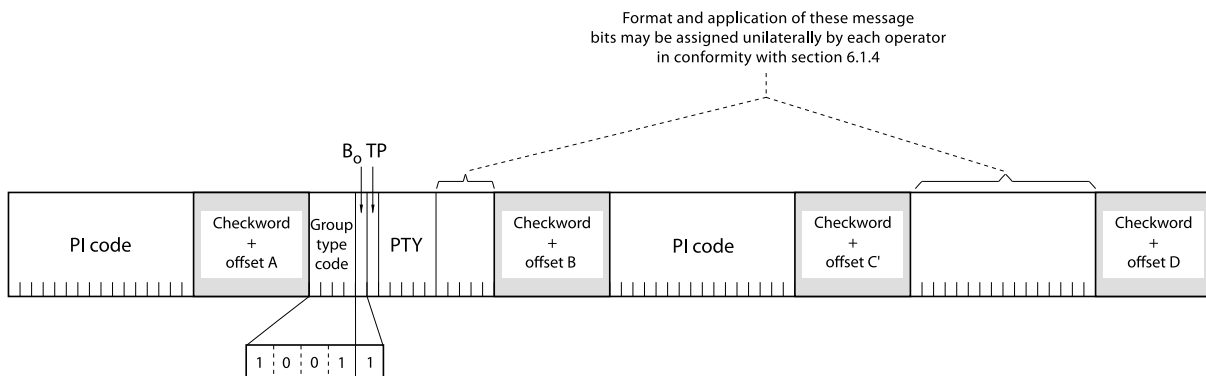 Format and application of these message
bits may be assigned unilaterally by each operator
in conformity with section 6.1.4
Bo TP
PI code
Checkword
+
offset A
Group
type
code
PTY
Checkword
+
offset B
PI code
Checkword
+
offset C'
Checkword
+
offset D
1 0 0 1 1